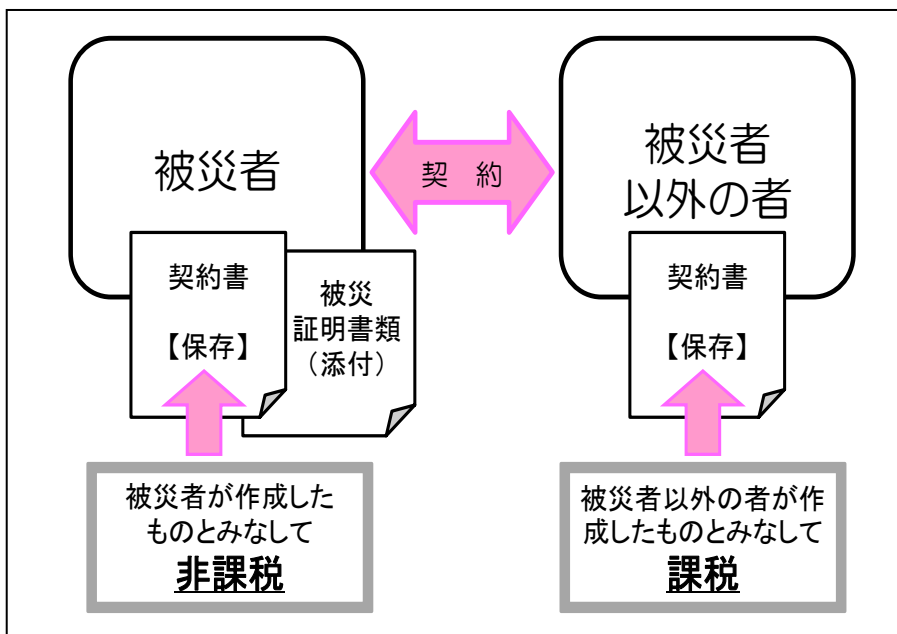 被災者
契　約
被災者
以外の者
契約書
【保存】
被災
証明書類
（添付）
契約書
【保存】
被災者が作成した
ものとみなして
非課税
被災者以外の者が作
成したものとみなして
課税